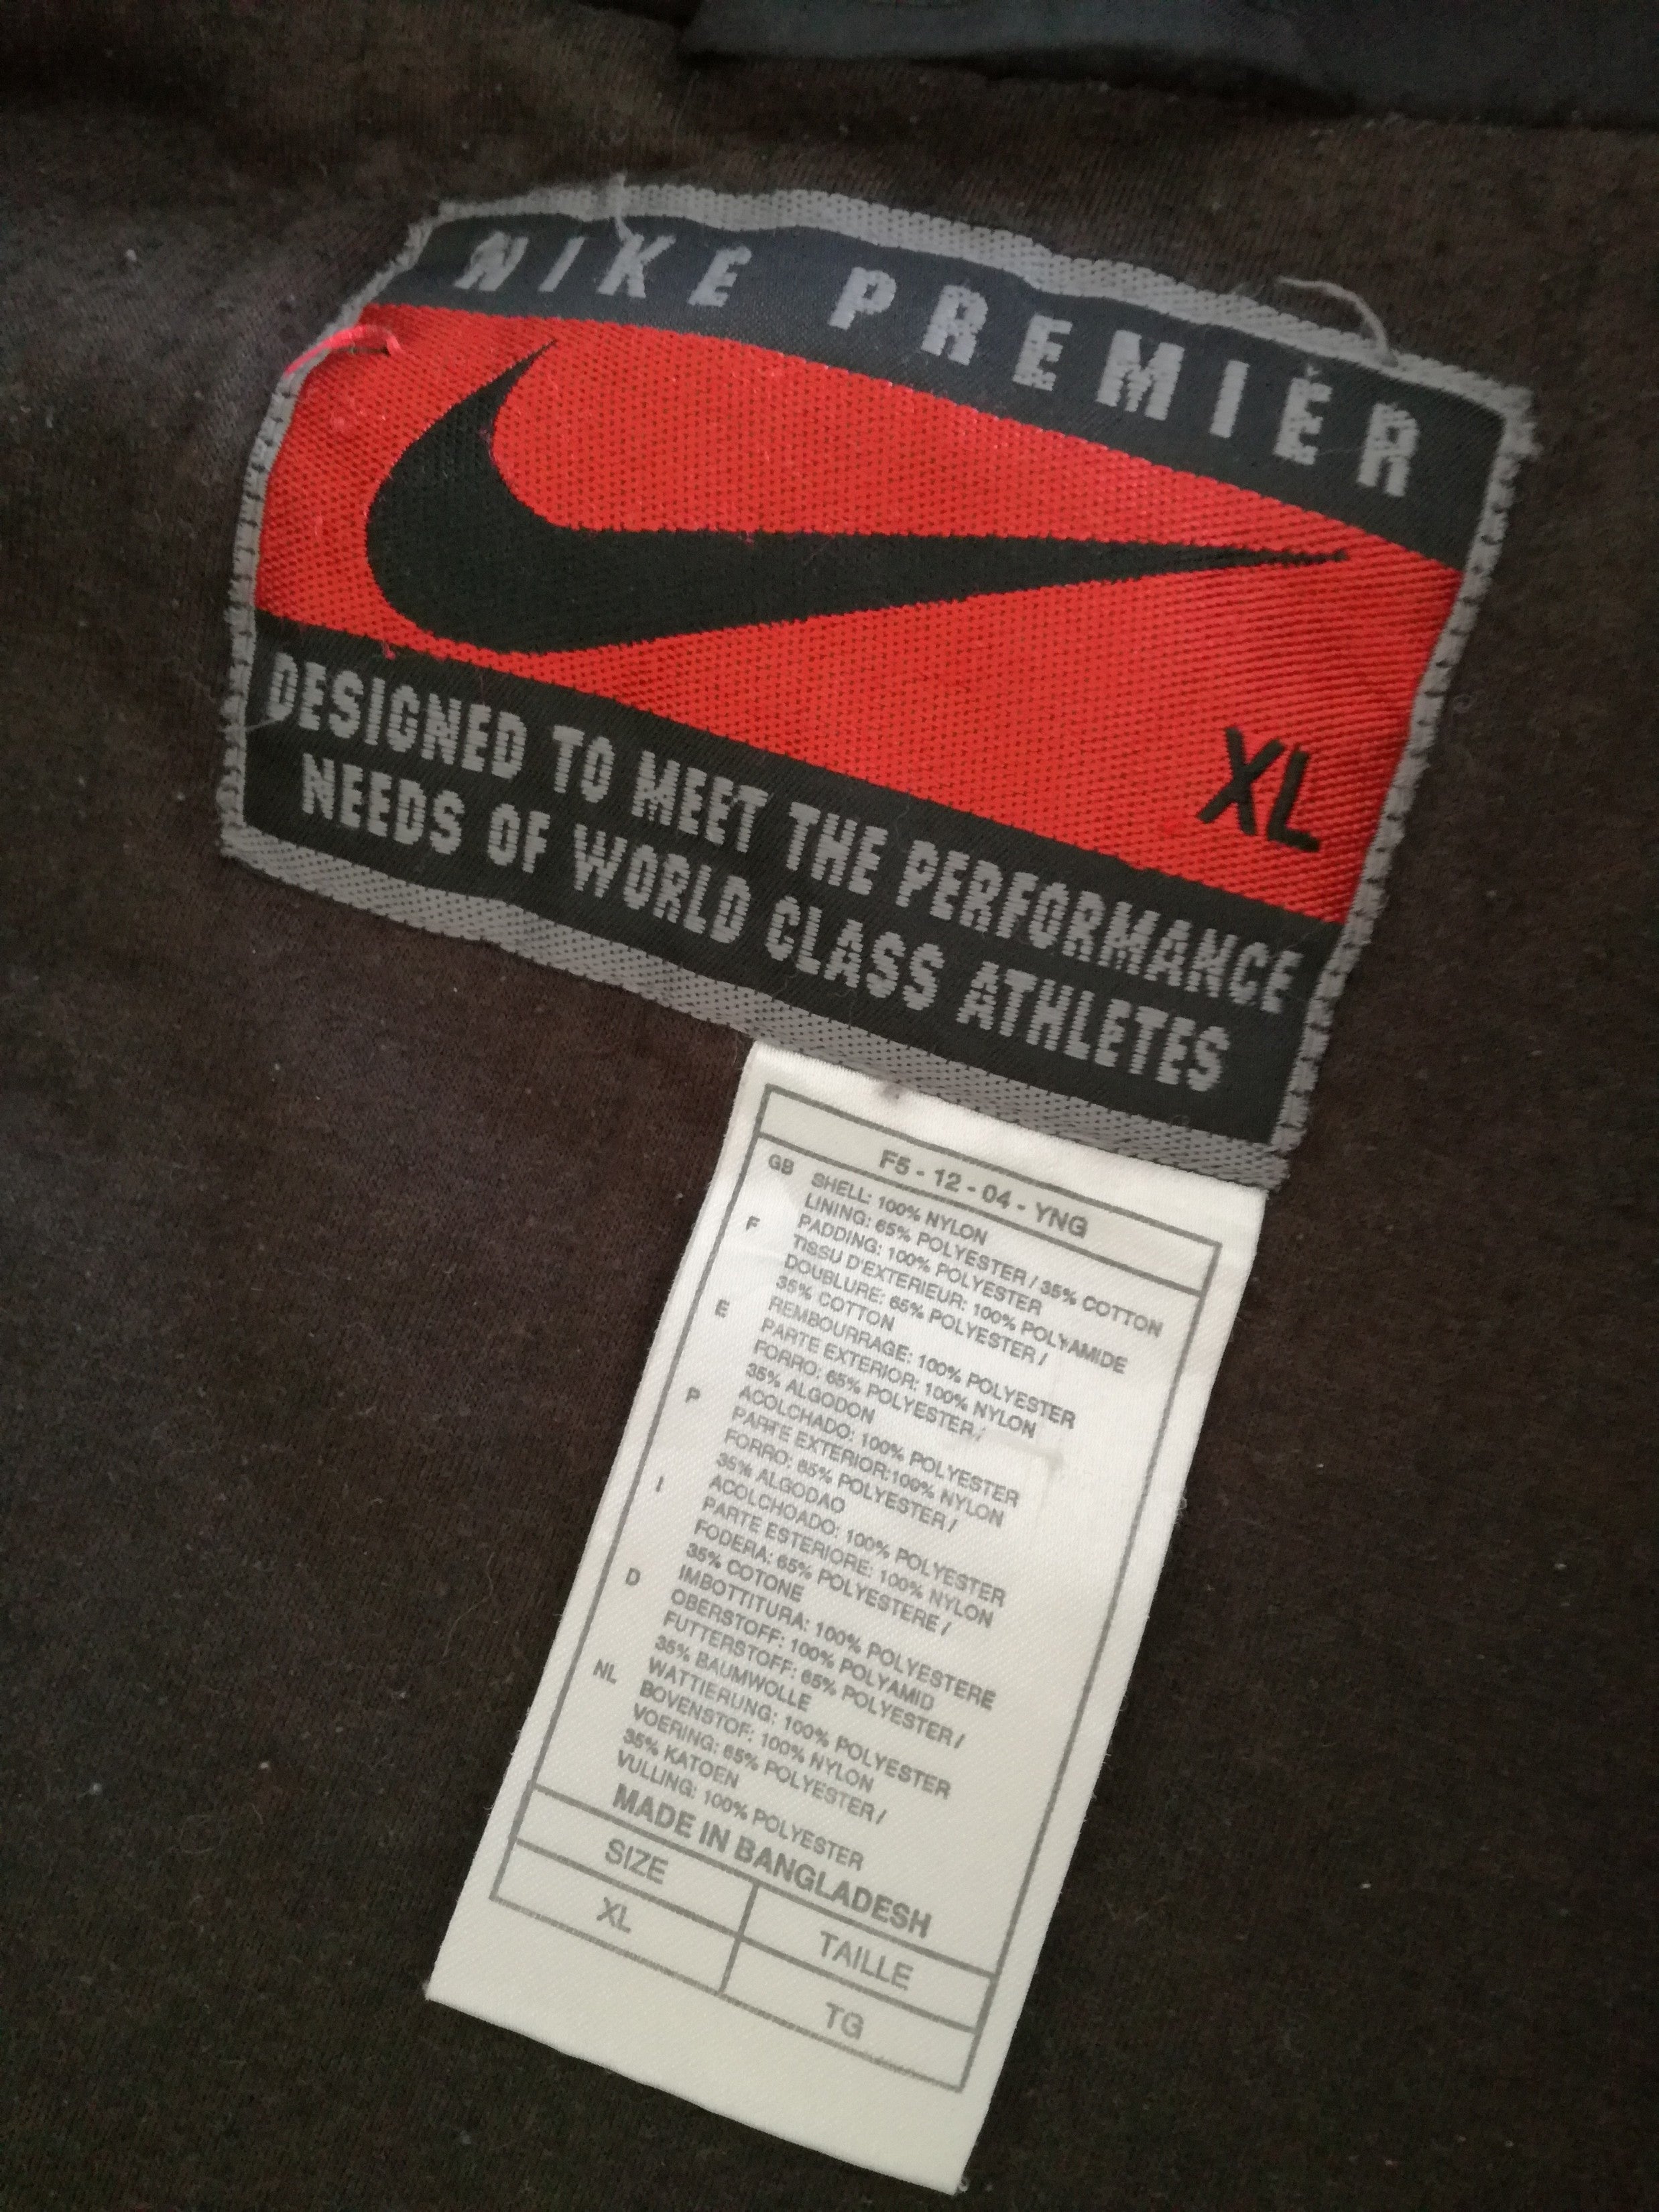 NIKE PREMIER
XL
DESIGNED TO MEET THE PERFORMANCE
NEEDS OF WORLD CLASS ATHLETES
F5 - 12 - 04 - YNG
GB SHELL: 100% NYLON
LINING: 65% POLYESTER / 35% COTTON
PADDING: 100% POLYESTER
F TISSU D'EXTERIEUR: 100% POLYAMIDE
DOUBLURE: 65% POLYESTER /
35% COTTON
REMBOURRAGE: 100% POLYESTER
E PARTE EXTERIOR: 100% NYLON
FORRO: 65% POLYESTER /
35% ALGODON
ACOLCHADO: 100% POLYESTER
P PARTE EXTERIOR:100% NYLON
FORRO: 65% POLYESTER /
35% ALGODAO
ACOLCHOADO: 100% POLYESTER
I PARTE ESTERIORE: 100% NYLON
FODERA: 65% POLYESTERE /
35% COTONE
IMBOTTITURA: 100% POLYESTERE
D OBERSTOFF: 100% POLYAMID
FUTTERSTOFF: 65% POLYESTER /
35% BAUMWOLLE
WATTIERUNG: 100% POLYESTER
NL BOVENSTOF: 100% NYLON
VOERING: 65% POLYESTER /
35% KATOEN
VULLING: 100% POLYESTER
MADE IN BANGLADESH
SIZE TAILLE
XL TG